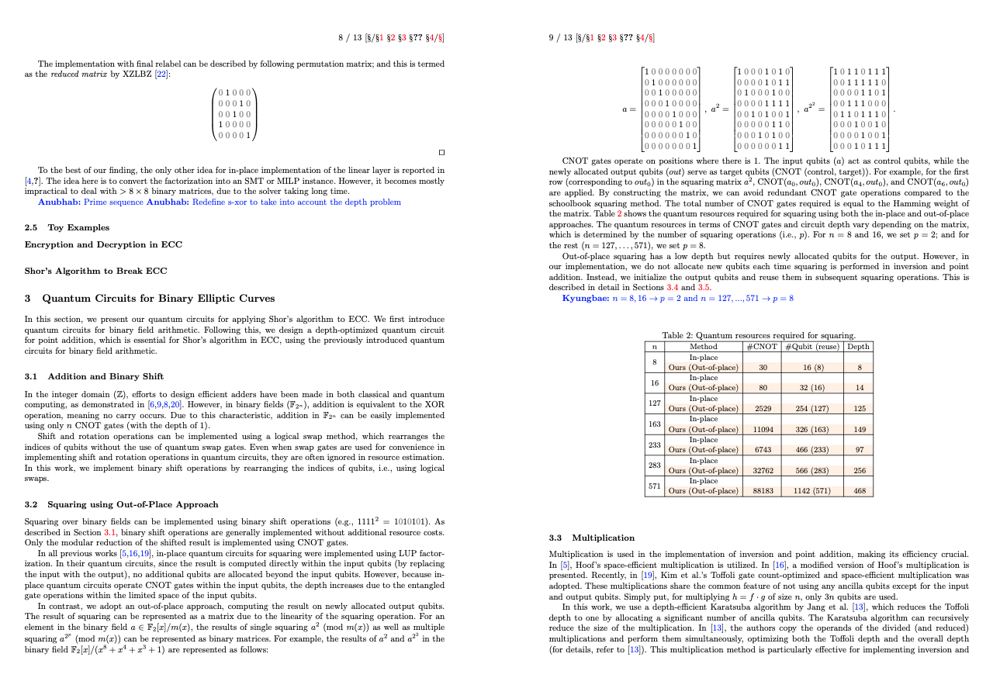 8 / 13 [§/§1 §2 §3 §?? §4/§]
The implementation with final relabel can be described by following permutation matrix; and this is termed
as the reduced matrix by XZLBZ [22]:
0 1 0 0 0
0 0 0 1 0
0 0 1 0 0
1 0 0 0 0
0 0 0 0 1
□
To the best of our finding, the only other idea for in-place implementation of the linear layer is reported in
[4,?]. The idea here is to convert the factorization into an SMT or MILP instance. However, it becomes mostly
impractical to deal with > 8 × 8 binary matrices, due to the solver taking long time.
Anubhab: Prime sequence Anubhab: Redefine s-xor to take into account the depth problem
2.5 Toy Examples
Encryption and Decryption in ECC
Shor's Algorithm to Break ECC
3 Quantum Circuits for Binary Elliptic Curves
In this section, we present our quantum circuits for applying Shor's algorithm to ECC. We first introduce
quantum circuits for binary field arithmetic. Following this, we design a depth-optimized quantum circuit
for point addition, which is essential for Shor's algorithm in ECC, using the previously introduced quantum
circuits for binary field arithmetic.
3.1 Addition and Binary Shift
In the integer domain (ℤ), efforts to design efficient adders have been made in both classical and quantum
computing, as demonstrated in [6,9,8,20]. However, in binary fields (𝔽₂ⁿ), addition is equivalent to the XOR
operation, meaning no carry occurs. Due to this characteristic, addition in 𝔽₂ⁿ can be easily implemented
using only n CNOT gates (with the depth of 1).
Shift and rotation operations can be implemented using a logical swap method, which rearranges the
indices of qubits without the use of quantum swap gates. Even when swap gates are used for convenience in
implementing shift and rotation operations in quantum circuits, they are often ignored in resource estimation.
In this work, we implement binary shift operations by rearranging the indices of qubits, i.e., using logical
swaps.
3.2 Squaring using Out-of-Place Approach
Squaring over binary fields can be implemented using binary shift operations (e.g., 1111² = 1010101). As
described in Section 3.1, binary shift operations are generally implemented without additional resource costs.
Only the modular reduction of the shifted result is implemented using CNOT gates.
In all previous works [5,16,19], in-place quantum circuits for squaring were implemented using LUP factor-
ization. In their quantum circuits, since the result is computed directly within the input qubits (by replacing
the input with the output), no additional qubits are allocated beyond the input qubits. However, because in-
place quantum circuits operate CNOT gates within the input qubits, the depth increases due to the entangled
gate operations within the limited space of the input qubits.
In contrast, we adopt an out-of-place approach, computing the result on newly allocated output qubits.
The result of squaring can be represented as a matrix due to the linearity of the squaring operation. For an
element in the binary field a ∈ 𝔽₂[x]/m(x), the results of single squaring a² (mod m(x)) as well as multiple
squaring a^{2^p} (mod m(x)) can be represented as binary matrices. For example, the results of a² and a^{2²} in the
binary field 𝔽₂[x]/(x⁸ + x⁴ + x³ + 1) are represented as follows:
9 / 13 [§/§1 §2 §3 §?? §4/§]
1 0 0 0 0 0 0 0 1 0 0 0 1 0 1 0 1 0 1 1 0 1 1 1
0 1 0 0 0 0 0 0 0 0 0 0 1 0 1 1 0 0 1 1 1 1 1 0
0 0 1 0 0 0 0 0 0 1 0 0 0 1 0 0 0 0 0 0 1 1 0 1
0 0 0 1 0 0 0 0 0 0 0 0 1 1 1 1 0 0 1 1 1 0 0 0
a = , a² = , a^{2²} = .
0 0 0 0 1 0 0 0 0 0 1 0 1 0 0 1 0 1 1 0 1 1 1 0
0 0 0 0 0 1 0 0 0 0 0 0 0 1 1 0 0 0 0 1 0 0 1 0
0 0 0 0 0 0 1 0 0 0 0 1 0 1 0 0 0 0 0 0 1 0 0 1
0 0 0 0 0 0 0 1 0 0 0 0 0 0 1 1 0 0 0 1 0 1 1 1
CNOT gates operate on positions where there is 1. The input qubits (a) act as control qubits, while the
newly allocated output qubits (out) serve as target qubits (CNOT (control, target)). For example, for the first
row (corresponding to out₀) in the squaring matrix a², CNOT(a₀, out₀), CNOT(a₄, out₀), and CNOT(a₆, out₀)
are applied. By constructing the matrix, we can avoid redundant CNOT gate operations compared to the
schoolbook squaring method. The total number of CNOT gates required is equal to the Hamming weight of
the matrix. Table 2 shows the quantum resources required for squaring using both the in-place and out-of-place
approaches. The quantum resources in terms of CNOT gates and circuit depth vary depending on the matrix,
which is determined by the number of squaring operations (i.e., p). For n = 8 and 16, we set p = 2; and for
the rest (n = 127, . . . , 571), we set p = 8.
Out-of-place squaring has a low depth but requires newly allocated qubits for the output. However, in
our implementation, we do not allocate new qubits each time squaring is performed in inversion and point
addition. Instead, we initialize the output qubits and reuse them in subsequent squaring operations. This is
described in detail in Sections 3.4 and 3.5.
Kyungbae: n = 8, 16 → p = 2 and n = 127, ..., 571 → p = 8
Table 2: Quantum resources required for squaring.
n Method #CNOT #Qubit (reuse) Depth
8 In-place
Ours (Out-of-place) 30 16 (8) 8
16 In-place
Ours (Out-of-place) 80 32 (16) 14
127 In-place
Ours (Out-of-place) 2529 254 (127) 125
163 In-place
Ours (Out-of-place) 11094 326 (163) 149
233 In-place
Ours (Out-of-place) 6743 466 (233) 97
283 In-place
Ours (Out-of-place) 32762 566 (283) 256
571 In-place
Ours (Out-of-place) 88183 1142 (571) 468
3.3 Multiplication
Multiplication is used in the implementation of inversion and point addition, making its efficiency crucial.
In [5], Hoof's space-efficient multiplication is utilized. In [16], a modified version of Hoof's multiplication is
presented. Recently, in [19], Kim et al.'s Toffoli gate count-optimized and space-efficient multiplication was
adopted. These multiplications share the common feature of not using any ancilla qubits except for the input
and output qubits. Simply put, for multiplying h = f · g of size n, only 3n qubits are used.
In this work, we use a depth-efficient Karatsuba algorithm by Jang et al. [13], which reduces the Toffoli
depth to one by allocating a significant number of ancilla qubits. The Karatsuba algorithm can recursively
reduce the size of the multiplication. In [13], the authors copy the operands of the divided (and reduced)
multiplications and perform them simultaneously, optimizing both the Toffoli depth and the overall depth
(for details, refer to [13]). This multiplication method is particularly effective for implementing inversion and